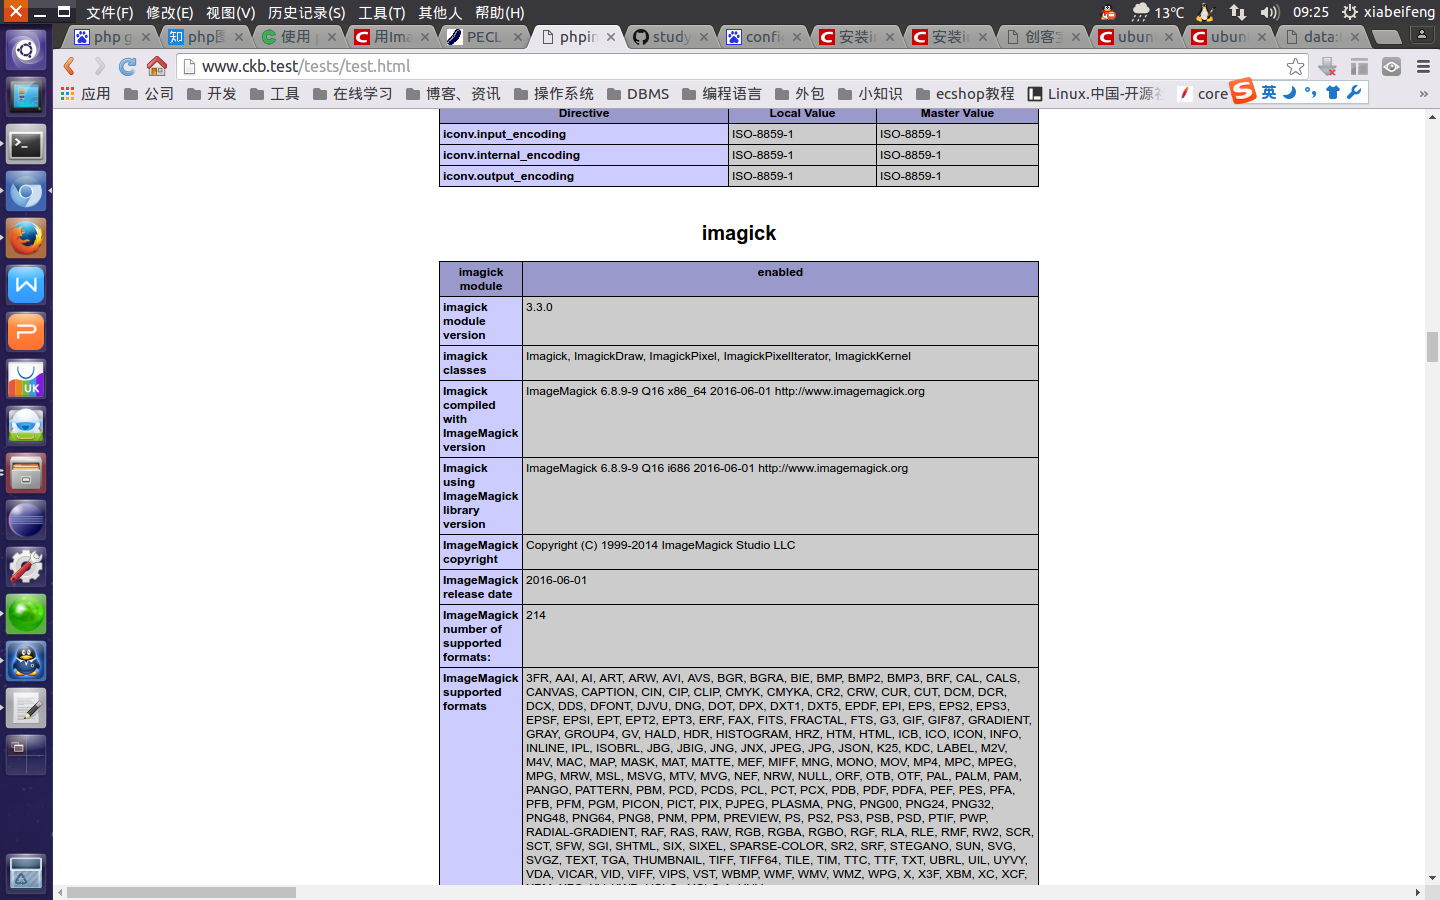 文件(F) 修改(E) 视图(V) 历史记录(S) 工具(T) 其他人 帮助(H) 13℃ 09:25 xiabeifeng
php g 知 php图 使用 用Ima PECL phpin study confi 安装i 安装i 创客宝 ubunt ubunt data:i
www.ckb.test/tests/test.html
应用 公司 开发 工具 在线学习 博客、资讯 操作系统 DBMS 编程语言 外包 小知识 ecshop教程 Linux.中国-开源社 core S 英 »
Directive Local Value Master Value
iconv.input_encoding ISO-8859-1 ISO-8859-1
iconv.internal_encoding ISO-8859-1 ISO-8859-1
iconv.output_encoding ISO-8859-1 ISO-8859-1
imagick
imagick module enabled
imagick module version 3.3.0
imagick classes Imagick, ImagickDraw, ImagickPixel, ImagickPixelIterator, ImagickKernel
Imagick compiled with ImageMagick version ImageMagick 6.8.9-9 Q16 x86_64 2016-06-01 http://www.imagemagick.org
Imagick using ImageMagick library version ImageMagick 6.8.9-9 Q16 i686 2016-06-01 http://www.imagemagick.org
ImageMagick copyright Copyright (C) 1999-2014 ImageMagick Studio LLC
ImageMagick release date 2016-06-01
ImageMagick number of supported formats: 214
ImageMagick supported formats
3FR, AAI, AI, ART, ARW, AVI, AVS, BGR, BGRA, BIE, BMP, BMP2, BMP3, BRF, CAL, CALS,
CANVAS, CAPTION, CIN, CIP, CLIP, CMYK, CMYKA, CR2, CRW, CUR, CUT, DCM, DCR,
DCX, DDS, DFONT, DJVU, DNG, DOT, DPX, DXT1, DXT5, EPDF, EPI, EPS, EPS2, EPS3,
EPSF, EPSI, EPT, EPT2, EPT3, ERF, FAX, FITS, FRACTAL, FTS, G3, GIF, GIF87, GRADIENT,
GRAY, GROUP4, GV, HALD, HDR, HISTOGRAM, HRZ, HTM, HTML, ICB, ICO, ICON, INFO,
INLINE, IPL, ISOBRL, JBG, JBIG, JNG, JNX, JPEG, JPG, JSON, K25, KDC, LABEL, M2V,
M4V, MAC, MAP, MASK, MAT, MATTE, MEF, MIFF, MNG, MONO, MOV, MP4, MPC, MPEG,
MPG, MRW, MSL, MSVG, MTV, MVG, NEF, NRW, NULL, ORF, OTB, OTF, PAL, PALM, PAM,
PANGO, PATTERN, PBM, PCD, PCDS, PCL, PCT, PCX, PDB, PDF, PDFA, PEF, PES, PFA,
PFB, PFM, PGM, PICON, PICT, PIX, PJPEG, PLASMA, PNG, PNG00, PNG24, PNG32,
PNG48, PNG64, PNG8, PNM, PPM, PREVIEW, PS, PS2, PS3, PSB, PSD, PTIF, PWP,
RADIAL-GRADIENT, RAF, RAS, RAW, RGB, RGBA, RGBO, RGF, RLA, RLE, RMF, RW2, SCR,
SCT, SFW, SGI, SHTML, SIX, SIXEL, SPARSE-COLOR, SR2, SRF, STEGANO, SUN, SVG,
SVGZ, TEXT, TGA, THUMBNAIL, TIFF, TIFF64, TILE, TIM, TTC, TTF, TXT, UBRL, UIL, UYVY,
VDA, VICAR, VID, VIFF, VIPS, VST, WBMP, WMF, WMV, WMZ, WPG, X, X3F, XBM, XC, XCF,